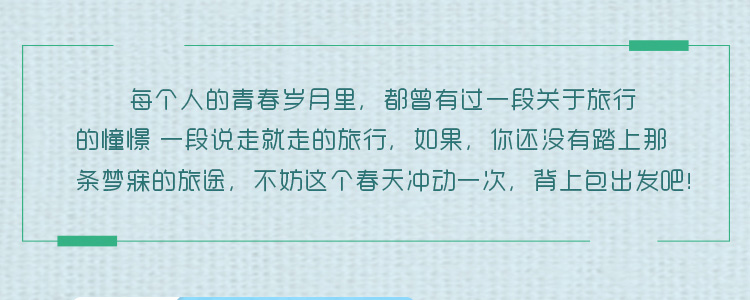 每个人的青春岁月里，都曾有过一段关于旅行
的憧憬 一段说走就走的旅行，如果，你还没有踏上那
条梦寐的旅途，不妨这个春天冲动一次，背上包出发吧！